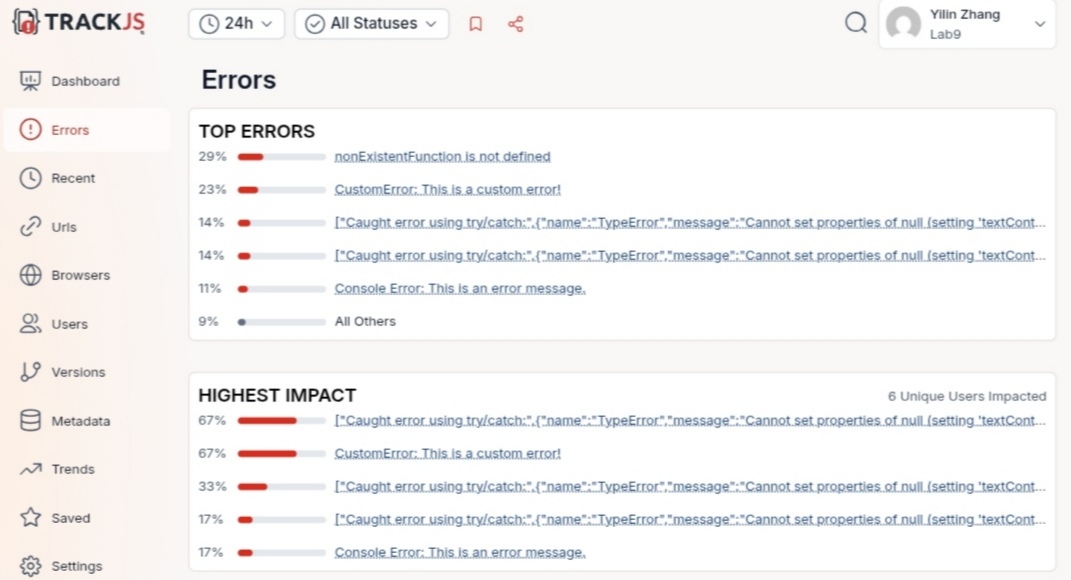 TRACKJS
24h
All Statuses
Yilin Zhang
Lab9
Dashboard
Errors
Recent
Urls
Browsers
Users
Versions
Metadata
Trends
Saved
Settings
Errors
TOP ERRORS
29% nonExistentFunction is not defined
23% CustomError: This is a custom error!
14% ["Caught error using try/catch:",{"name":"TypeError","message":"Cannot set properties of null (setting 'textCont...
14% ["Caught error using try/catch:",{"name":"TypeError","message":"Cannot set properties of null (setting 'textCont...
11% Console Error: This is an error message.
9% All Others
HIGHEST IMPACT
6 Unique Users Impacted
67% ["Caught error using try/catch:",{"name":"TypeError","message":"Cannot set properties of null (setting 'textCont...
67% CustomError: This is a custom error!
33% ["Caught error using try/catch:",{"name":"TypeError","message":"Cannot set properties of null (setting 'textCont...
17% ["Caught error using try/catch:",{"name":"TypeError","message":"Cannot set properties of null (setting 'textCont...
17% Console Error: This is an error message.